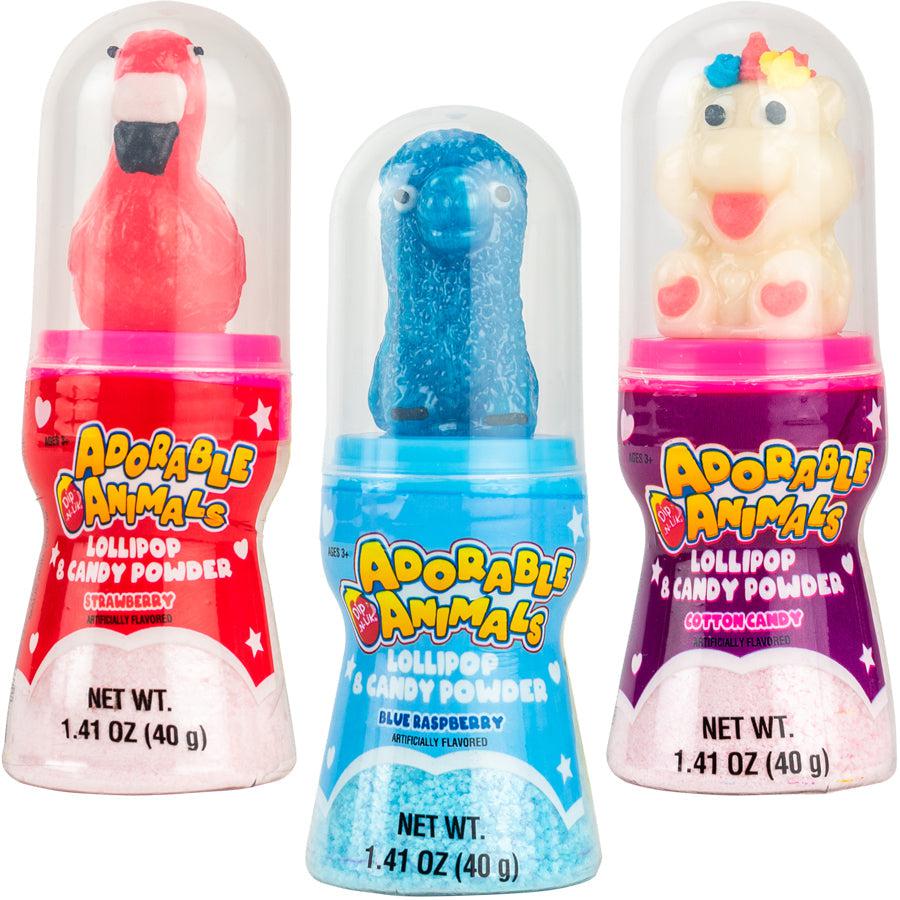 AGES 3+
ADORABLE
Dip
N-Lik
ANIMALS
LOLLIPOP
& CANDY POWDER
STRAWBERRY
ARTIFICIALLY FLAVORED
NET WT.
1.41 OZ (40 g)
AGES 3+
ADORABLE
Dip
N-Lik
ANIMALS
LOLLIPOP
& CANDY POWDER
BLUE RASPBERRY
ARTIFICIALLY FLAVORED
NET WT.
1.41 OZ (40 g)
AGES 3+
ADORABLE
Dip
N-Lik
ANIMALS
LOLLIPOP
& CANDY POWDER
COTTON CANDY
ARTIFICIALLY FLAVORED
NET WT.
1.41 OZ (40 g)